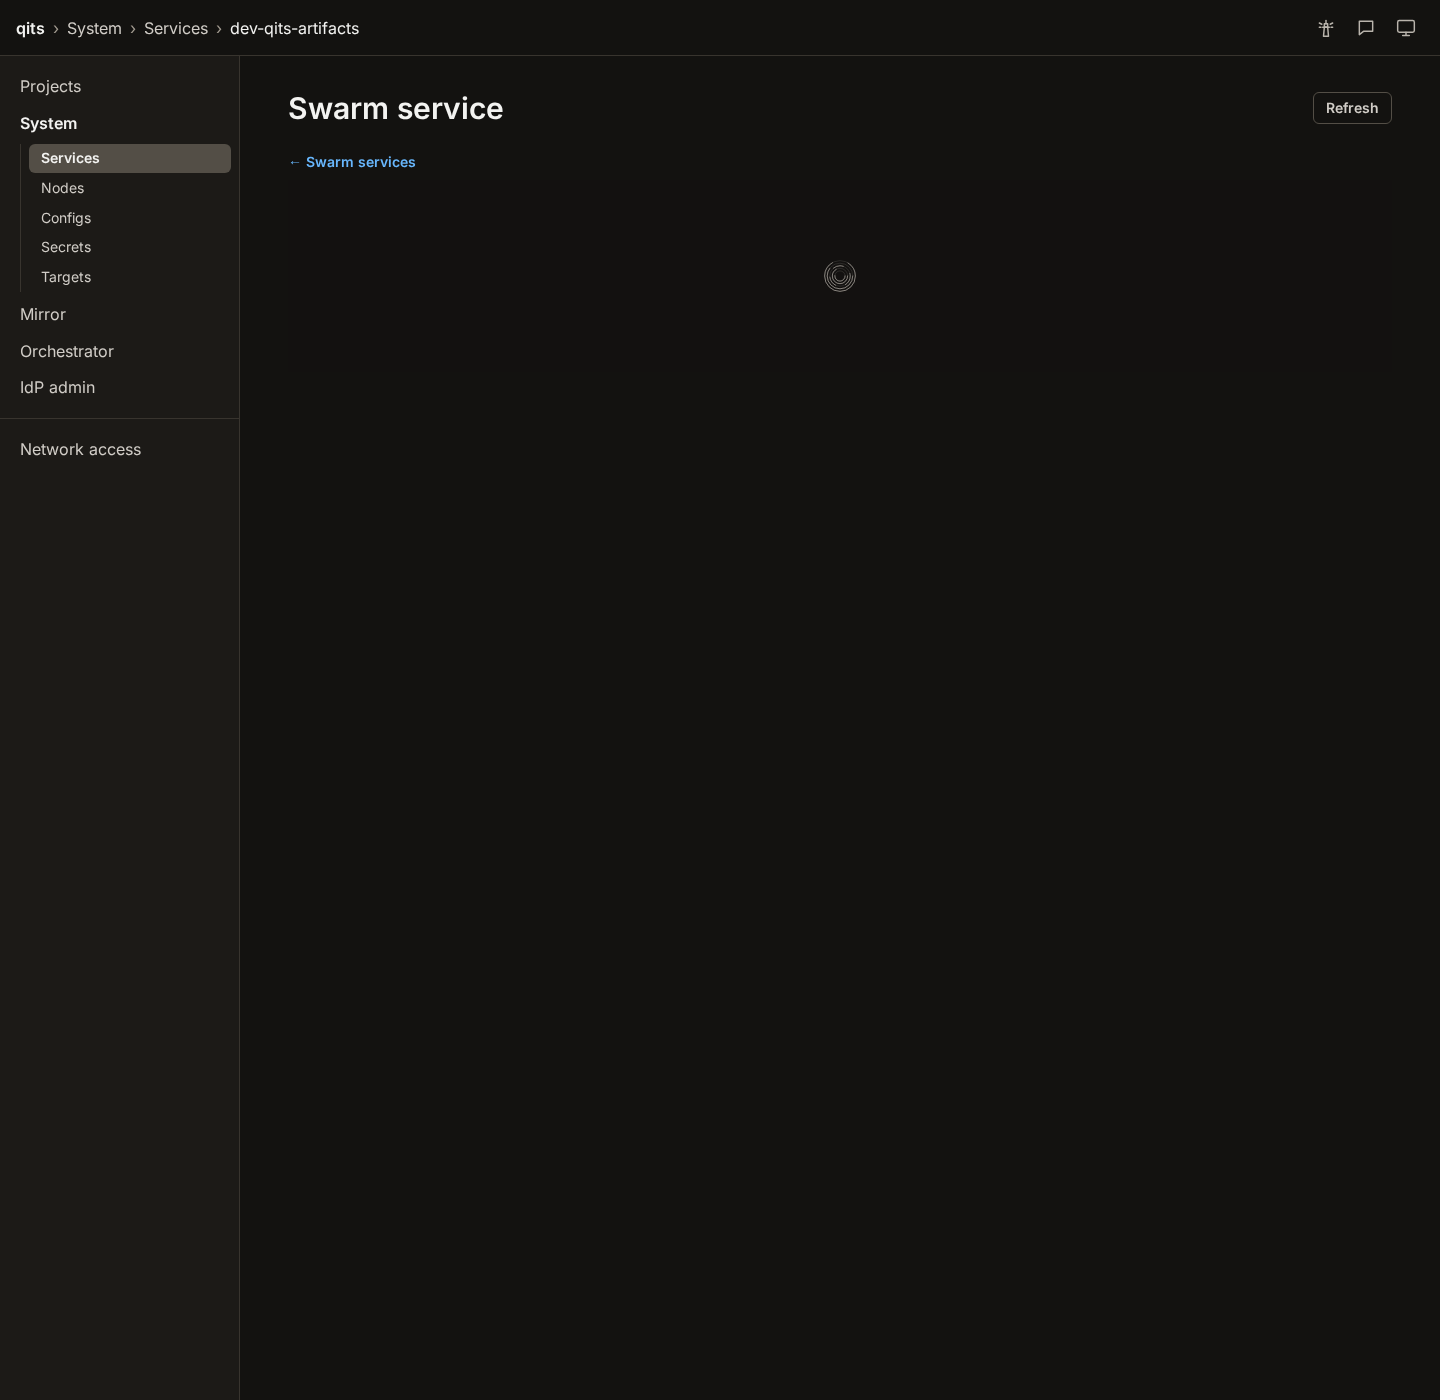 qits › System › Services › dev-qits-artifacts
Projects
System
Services
Nodes
Configs
Secrets
Targets
Mirror
Orchestrator
IdP admin
Network access
Swarm service
Refresh
← Swarm services